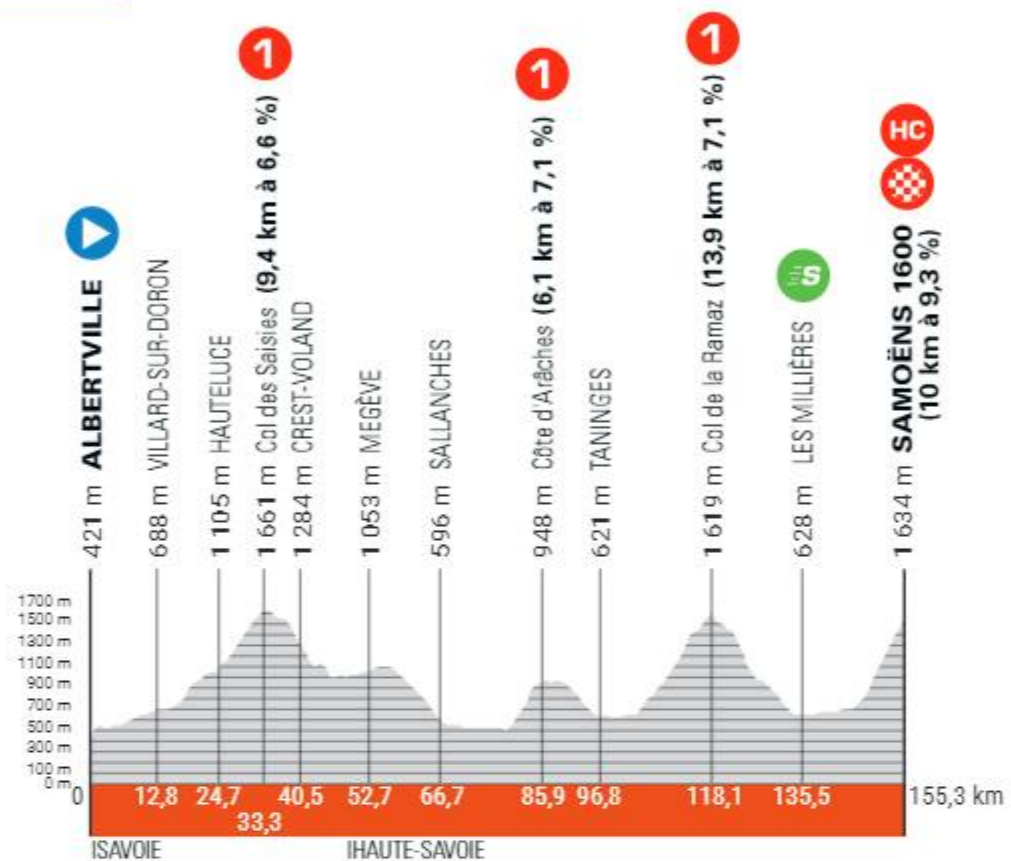 1
1
1
HC
S
421 m ALBERTVILLE
688 m VILLARD-SUR-DORON
1 105 m HAUTELUCE
1 661 m Col des Saisies (9,4 km à 6,6 %)
1 284 m CREST-VOLAND
1 053 m MEGÈVE
596 m SALLANCHES
948 m Côte d'Arâches (6,1 km à 7,1 %)
621 m TANINGES
1 619 m Col de la Ramaz (13,9 km à 7,1 %)
628 m LES MILLIÈRES
1 634 m SAMOËNS 1600
(10 km à 9,3 %)
1700 m
1500 m
1300 m
1100 m
900 m
700 m
500 m
300 m
100 m
0 m
0 12,8 24,7 40,5 52,7 66,7 85,9 96,8 118,1 135,5 155,3 km
33,3
ISAVOIE IHAUTE-SAVOIE